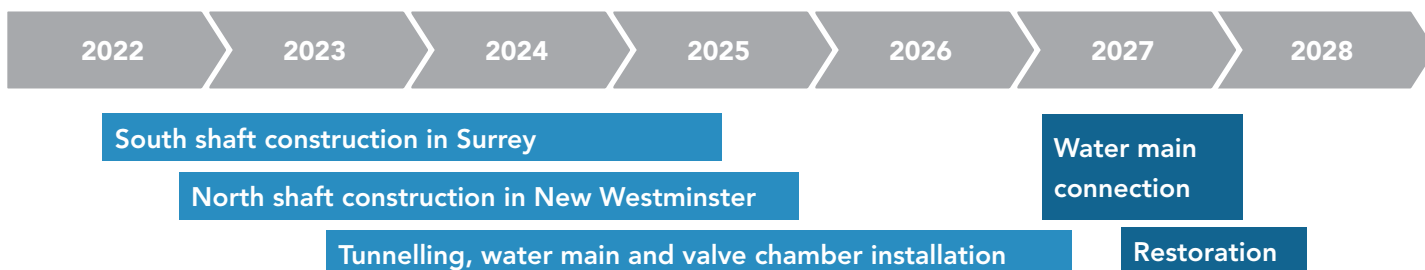 2022 2023 2024 2025 2026 2027 2028
South shaft construction in Surrey
North shaft construction in New Westminster
Tunnelling, water main and valve chamber installation
Water main
connection
Restoration